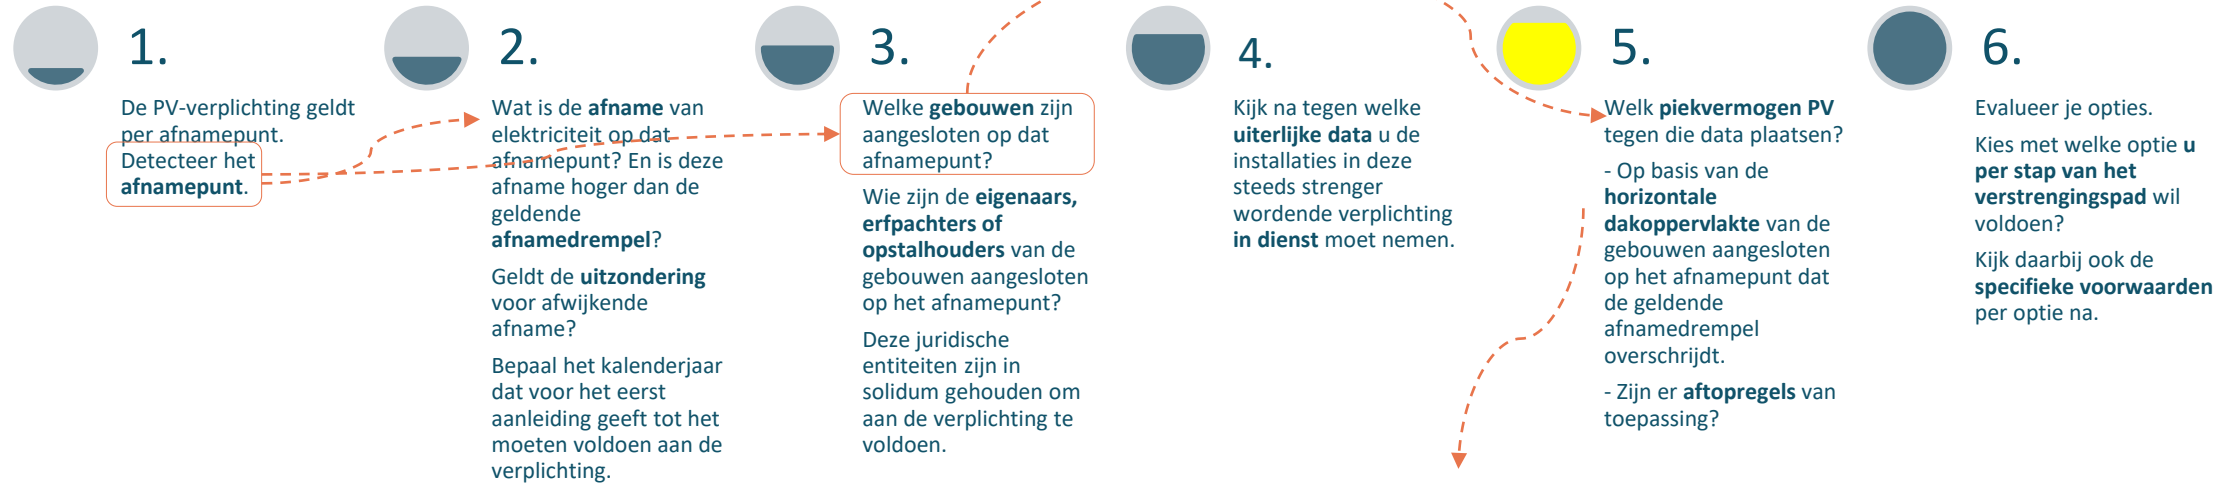 1.
De PV-verplichting geldt
per afnamepunt.
Detecteer het
afnamepunt.
2.
Wat is de afname van
elektriciteit op dat
afnamepunt? En is deze
afname hoger dan de
geldende
afnamedrempel?
Geldt de uitzondering
voor afwijkende
afname?
Bepaal het kalenderjaar
dat voor het eerst
aanleiding geeft tot het
moeten voldoen aan de
verplichting.
3.
Welke gebouwen zijn
aangesloten op dat
afnamepunt?
Wie zijn de eigenaars,
erfpachters of
opstalhouders van de
gebouwen aangesloten
op het afnamepunt?
Deze juridische
entiteiten zijn in
solidum gehouden om
aan de verplichting te
voldoen.
4.
Kijk na tegen welke
uiterlijke data u de
installaties in deze
steeds strenger
wordende verplichting
in dienst moet nemen.
5.
Welk piekvermogen PV
tegen die data plaatsen?
- Op basis van de
horizontale
dakoppervlakte van de
gebouwen aangesloten
op het afnamepunt dat
de geldende
afnamedrempel
overschrijdt.
- Zijn er aftopregels van
toepassing?
6.
Evalueer je opties.
Kies met welke optie u
per stap van het
verstrengingspad wil
voldoen?
Kijk daarbij ook de
specifieke voorwaarden
per optie na.